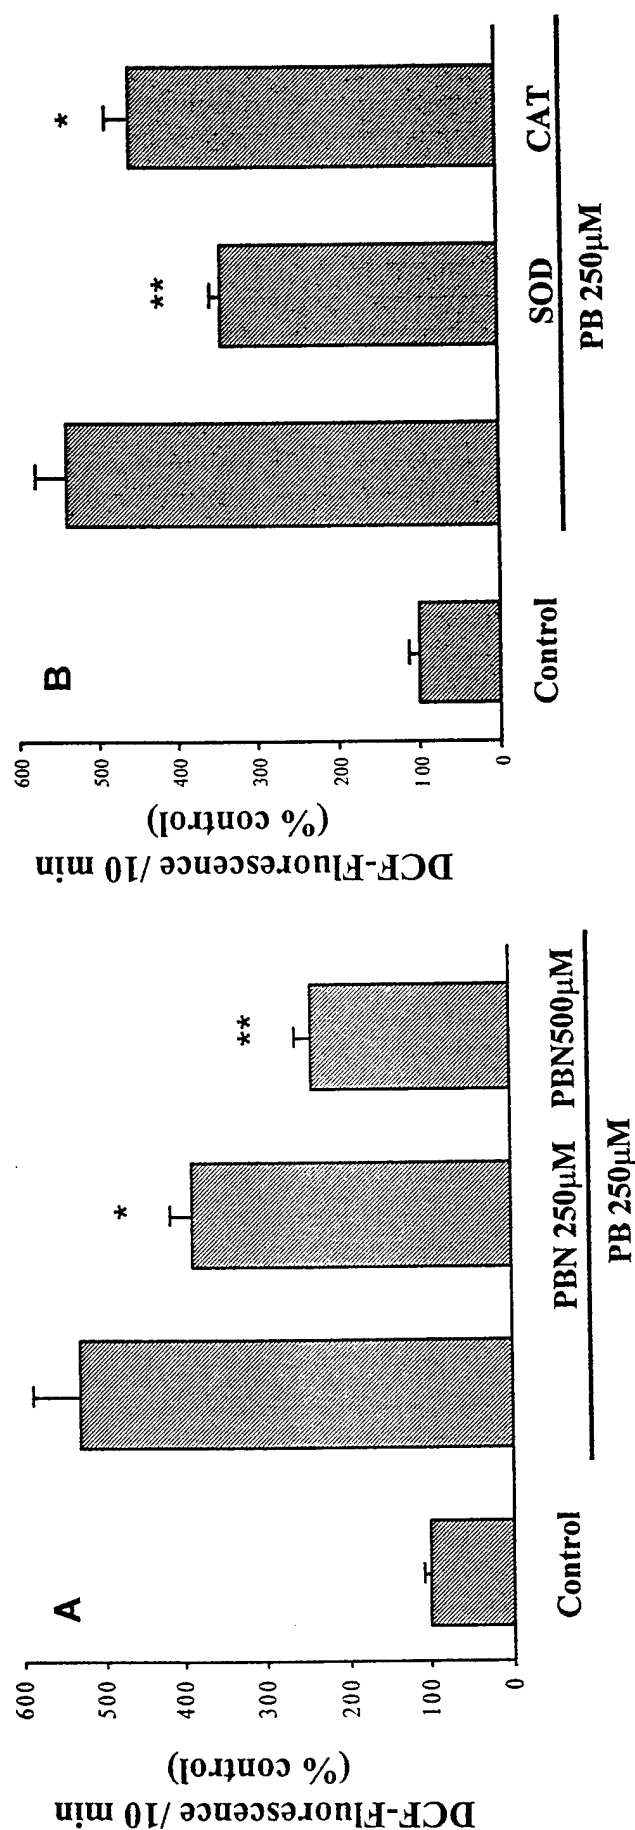 A
DCF-Fluorescence /10 min
(% control)
600
500
400
300
200
100
0
*
**
Control
PBN 250μM PBN500μM
PB 250μM
B
DCF-Fluorescence /10 min
(% control)
600
500
400
300
200
100
0
**
*
Control
SOD
CAT
PB 250μM